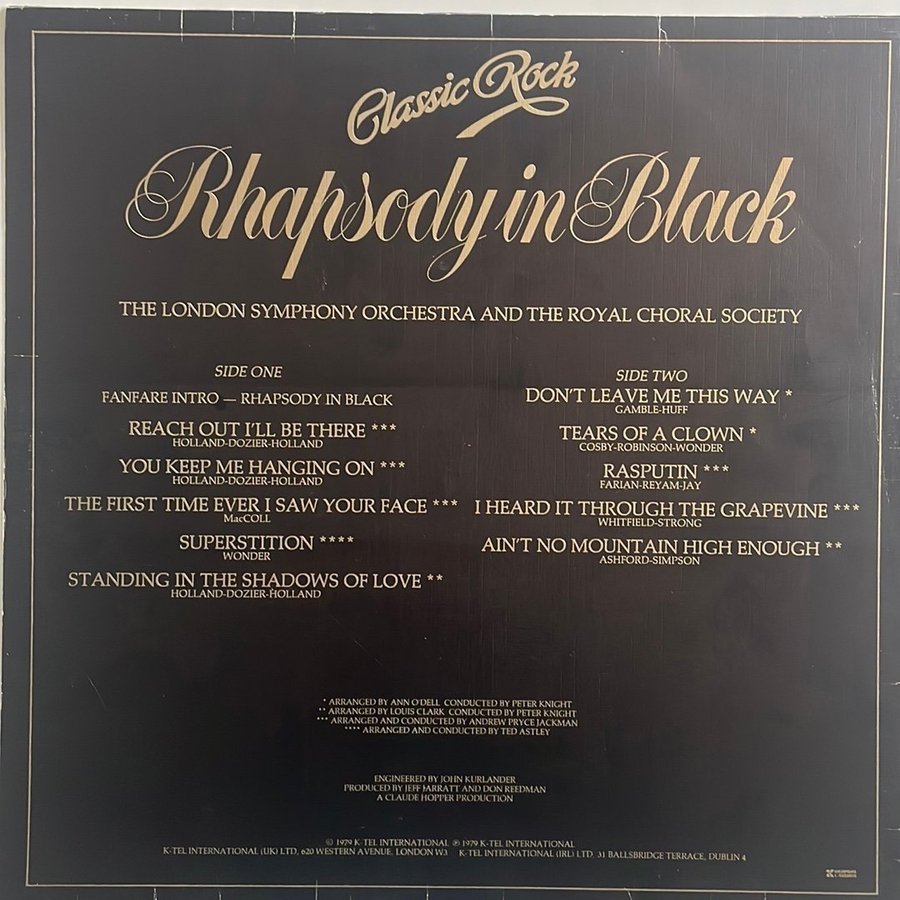 Classic Rock
Rhapsody in Black
THE LONDON SYMPHONY ORCHESTRA AND THE ROYAL CHORAL SOCIETY
SIDE ONE
FANFARE INTRO — RHAPSODY IN BLACK
REACH OUT I'LL BE THERE ***
HOLLAND-DOZIER-HOLLAND
YOU KEEP ME HANGING ON ***
HOLLAND-DOZIER-HOLLAND
THE FIRST TIME EVER I SAW YOUR FACE ***
MacCOLL
SUPERSTITION ****
WONDER
STANDING IN THE SHADOWS OF LOVE **
HOLLAND-DOZIER-HOLLAND
SIDE TWO
DON'T LEAVE ME THIS WAY *
GAMBLE-HUFF
TEARS OF A CLOWN *
COSBY-ROBINSON-WONDER
RASPUTIN ***
FARIAN-REYAM-JAY
I HEARD IT THROUGH THE GRAPEVINE ***
WHITFIELD-STRONG
AIN'T NO MOUNTAIN HIGH ENOUGH **
ASHFORD-SIMPSON
* ARRANGED BY ANN O'DELL CONDUCTED BY PETER KNIGHT
** ARRANGED BY LOUIS CLARK CONDUCTED BY PETER KNIGHT
*** ARRANGED AND CONDUCTED BY ANDREW PRYCE JACKMAN
**** ARRANGED AND CONDUCTED BY TED ASTLEY
ENGINEERED BY JOHN KURLANDER
PRODUCED BY JEFF JARRATT AND DON REEDMAN
A CLAUDE HOPPER PRODUCTION
© 1979 K-TEL INTERNATIONAL ℗ 1979 K-TEL INTERNATIONAL
K-TEL INTERNATIONAL (UK) LTD, 620 WESTERN AVENUE, LONDON W3 K-TEL INTERNATIONAL (IRL) LTD. 31 BALLSBRIDGE TERRACE, DUBLIN 4